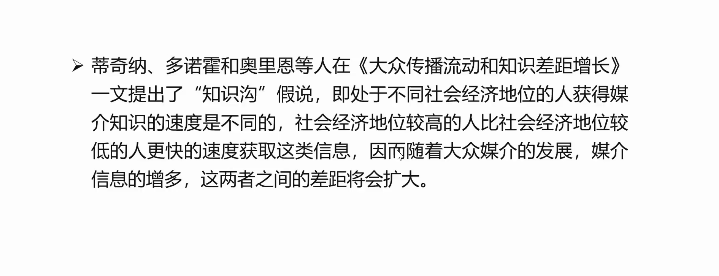 ➢ 蒂奇纳、多诺霍和奥里恩等人在《大众传播流动和知识差距增长》
一文提出了“知识沟”假说，即处于不同社会经济地位的人获得媒
介知识的速度是不同的，社会经济地位较高的人比社会经济地位较
低的人更快的速度获取这类信息，因而随着大众媒介的发展，媒介
信息的增多，这两者之间的差距将会扩大。